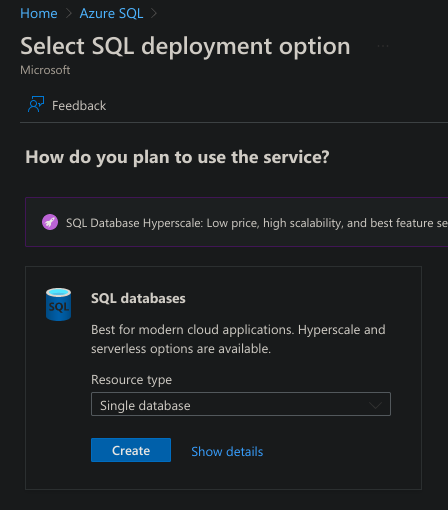 Home > Azure SQL >
Select SQL deployment option ...
Microsoft
Feedback
How do you plan to use the service?
SQL Database Hyperscale: Low price, high scalability, and best feature se
SQL
SQL databases
Best for modern cloud applications. Hyperscale and
serverless options are available.
Resource type
Single database
Create Show details